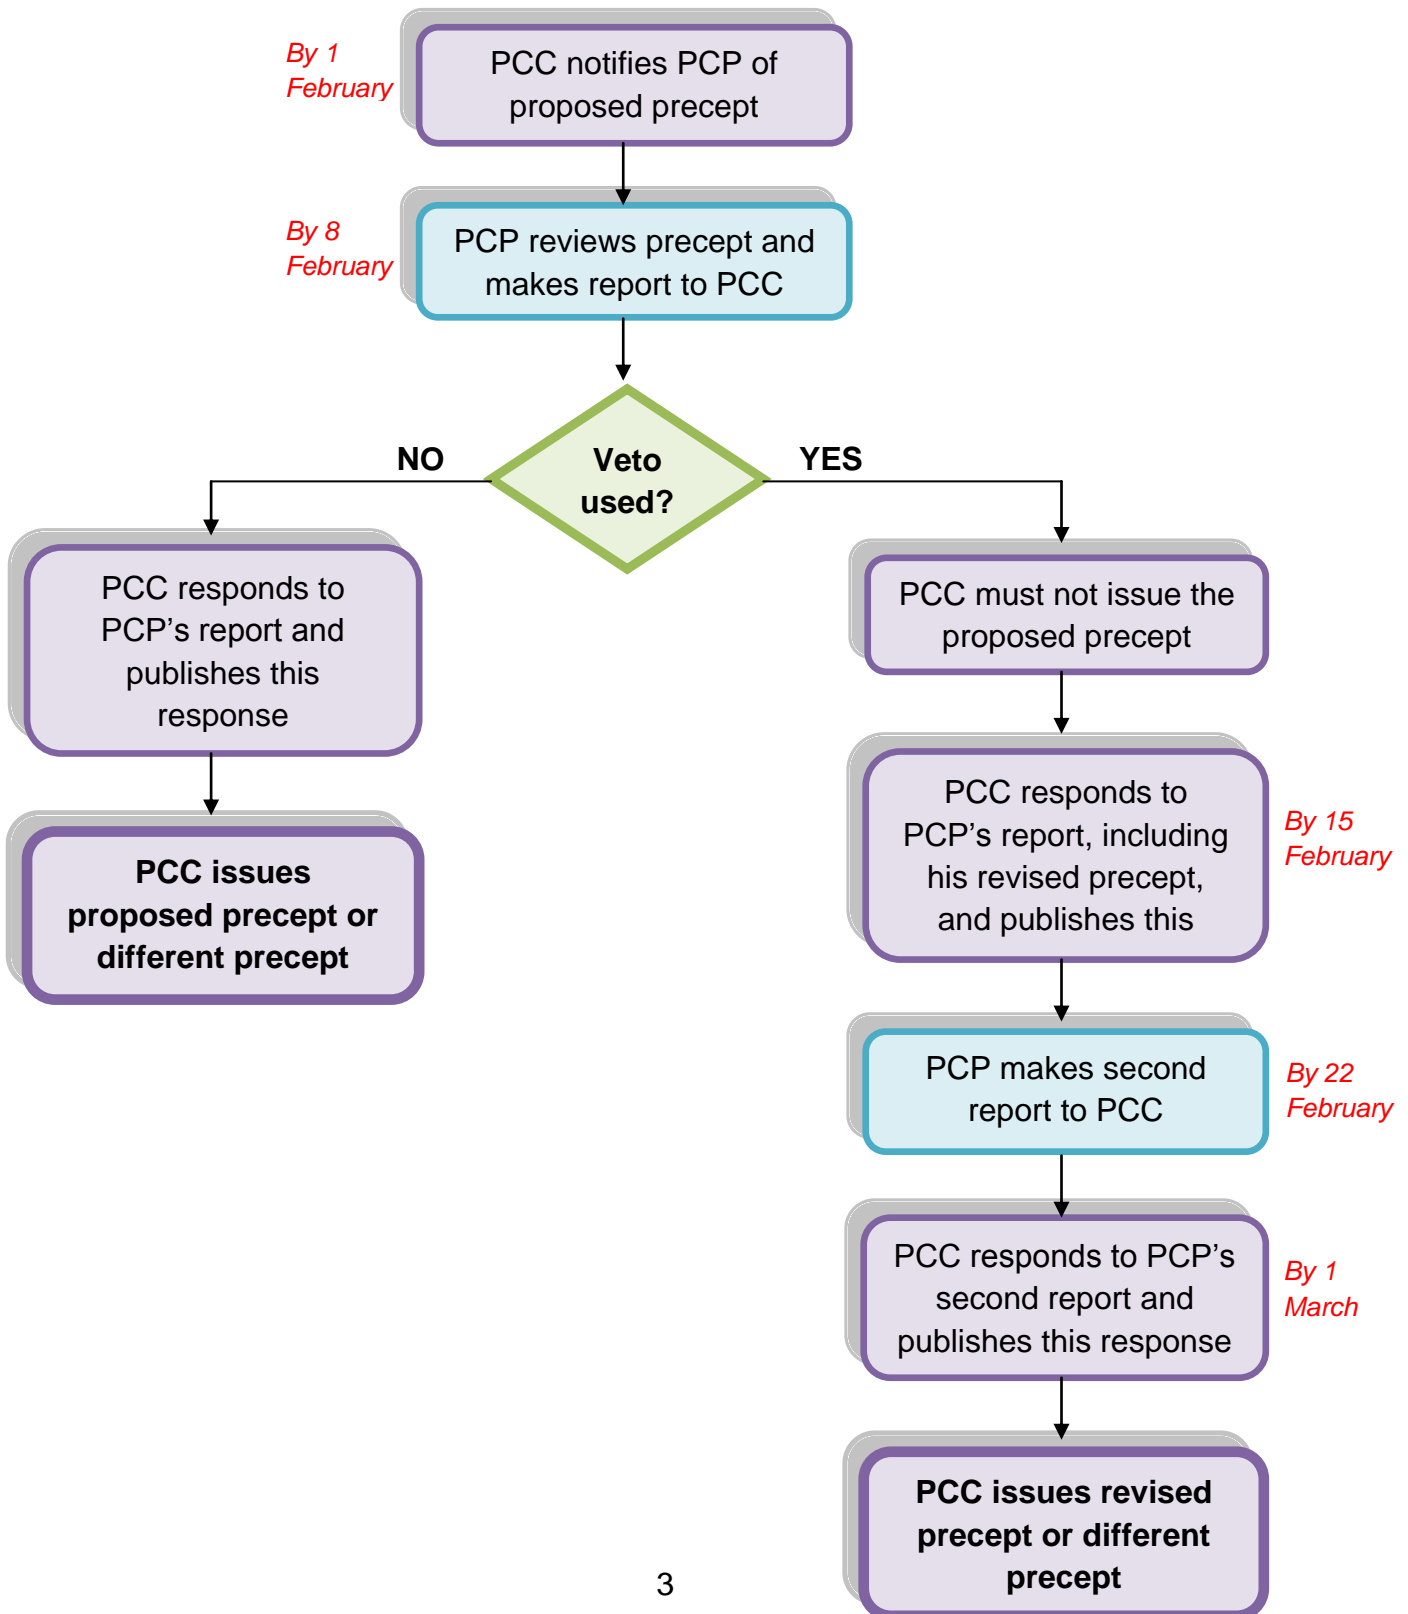 By 1
February
PCC notifies PCP of
proposed precept
By 8
February
PCP reviews precept and
makes report to PCC
NO
Veto
used?
YES
PCC responds to
PCP’s report and
publishes this
response
PCC issues
proposed precept or
different precept
PCC must not issue the
proposed precept
PCC responds to
PCP’s report, including
his revised precept,
and publishes this
By 15
February
PCP makes second
report to PCC
By 22
February
PCC responds to PCP’s
second report and
publishes this response
By 1
March
PCC issues revised
precept or different
precept
3